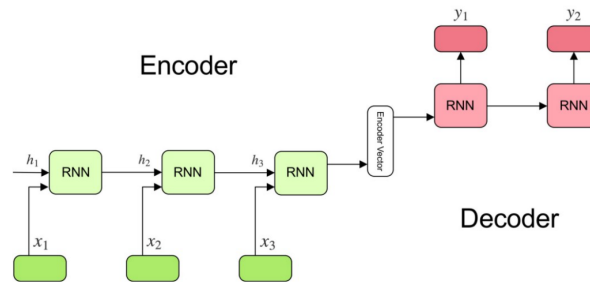 y₁ y₂
Encoder
RNN RNN
Encoder Vector
h₁ RNN h₂ RNN h₃ RNN
Decoder
x₁ x₂ x₃